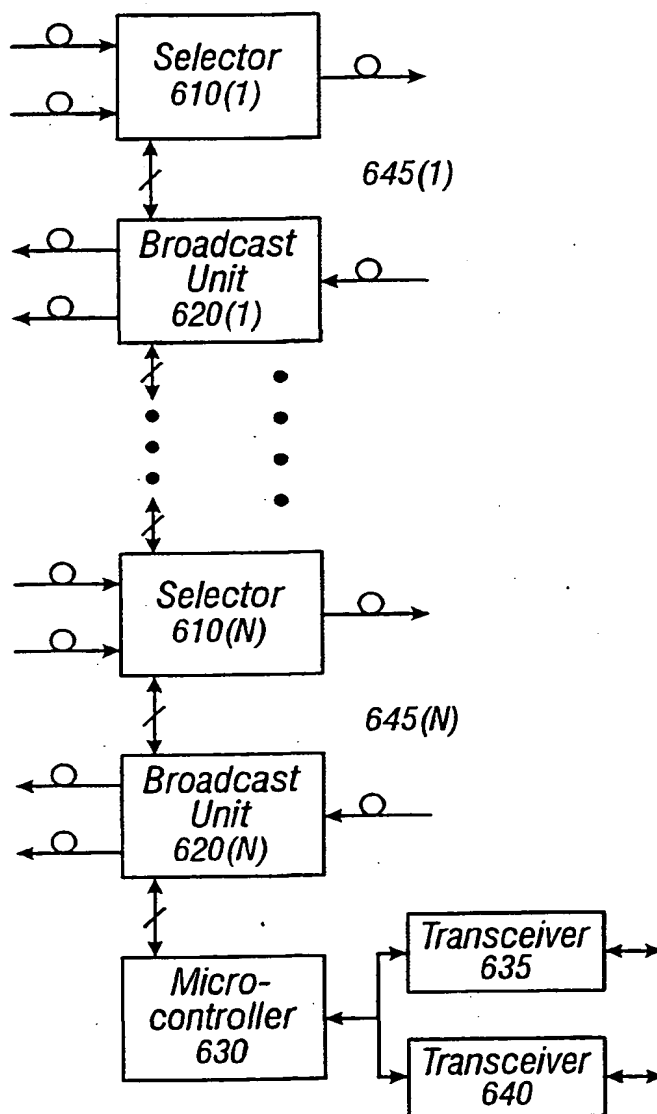 Selector
610(1)
645(1)
Broadcast
Unit
620(1)
Selector
610(N)
645(N)
Broadcast
Unit
620(N)
Micro-
controller
630
Transceiver
635
Transceiver
640